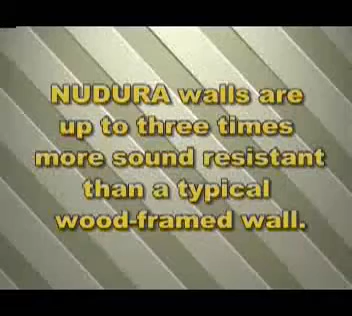 NUDURA walls are
up to three times
more sound resistant
than a typical
wood-framed wall.